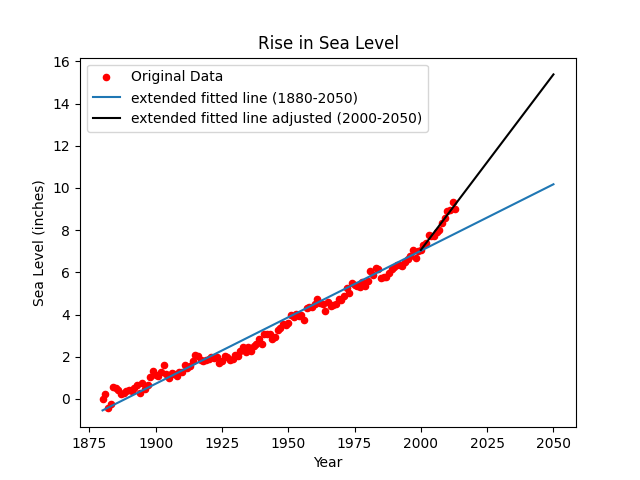 Rise in Sea Level
Original Data
extended fitted line (1880-2050)
extended fitted line adjusted (2000-2050)
Sea Level (inches)
16
14
12
10
8
6
4
2
0
1875 1900 1925 1950 1975 2000 2025 2050
Year